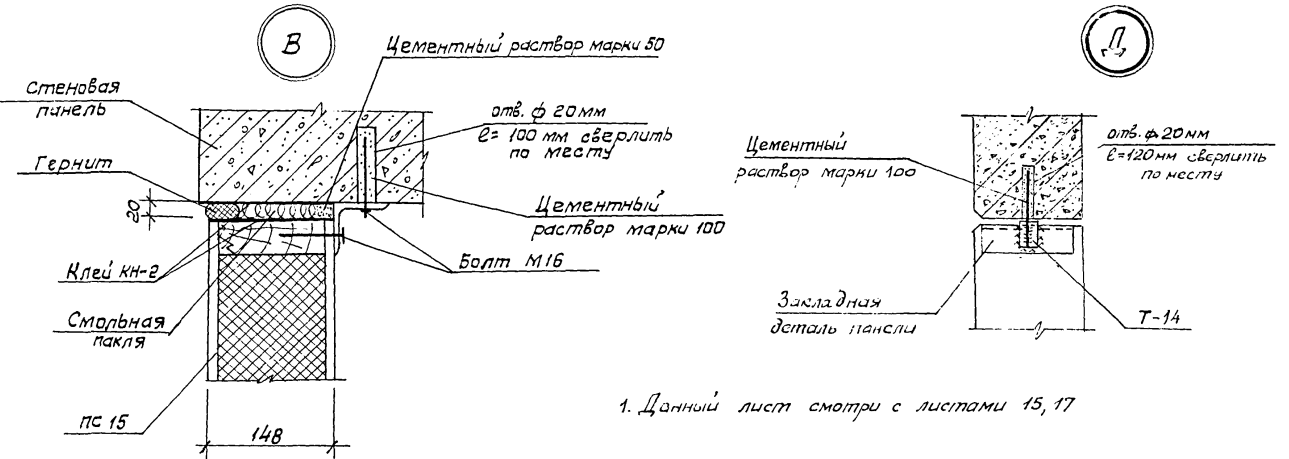 В
Цементный раствор марки 50
Стеновая
панель
отв. ф 20мм
ℓ= 100 мм сверлить
по месту
Гернит
20
Цементный
раствор марки 100
Клей КН-2
Болт М16
Смольная
пакля
ПС 15
148
Д
Цементный
раствор марки 100
отв. ф 20мм
ℓ=120мм сверлить
по месту
Закладная
деталь панели
Т-14
1. Данный лист смотри с листами 15, 17